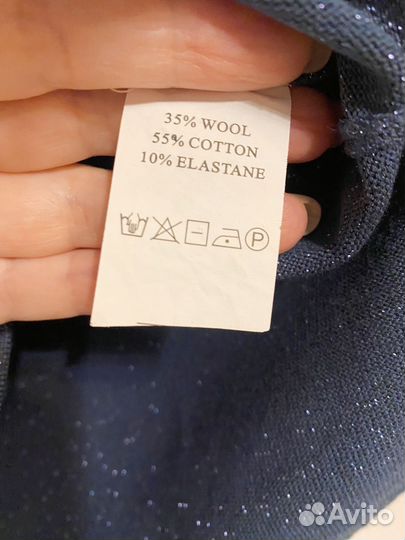 35% WOOL
55% COTTON
10% ELASTANE
P
Avito